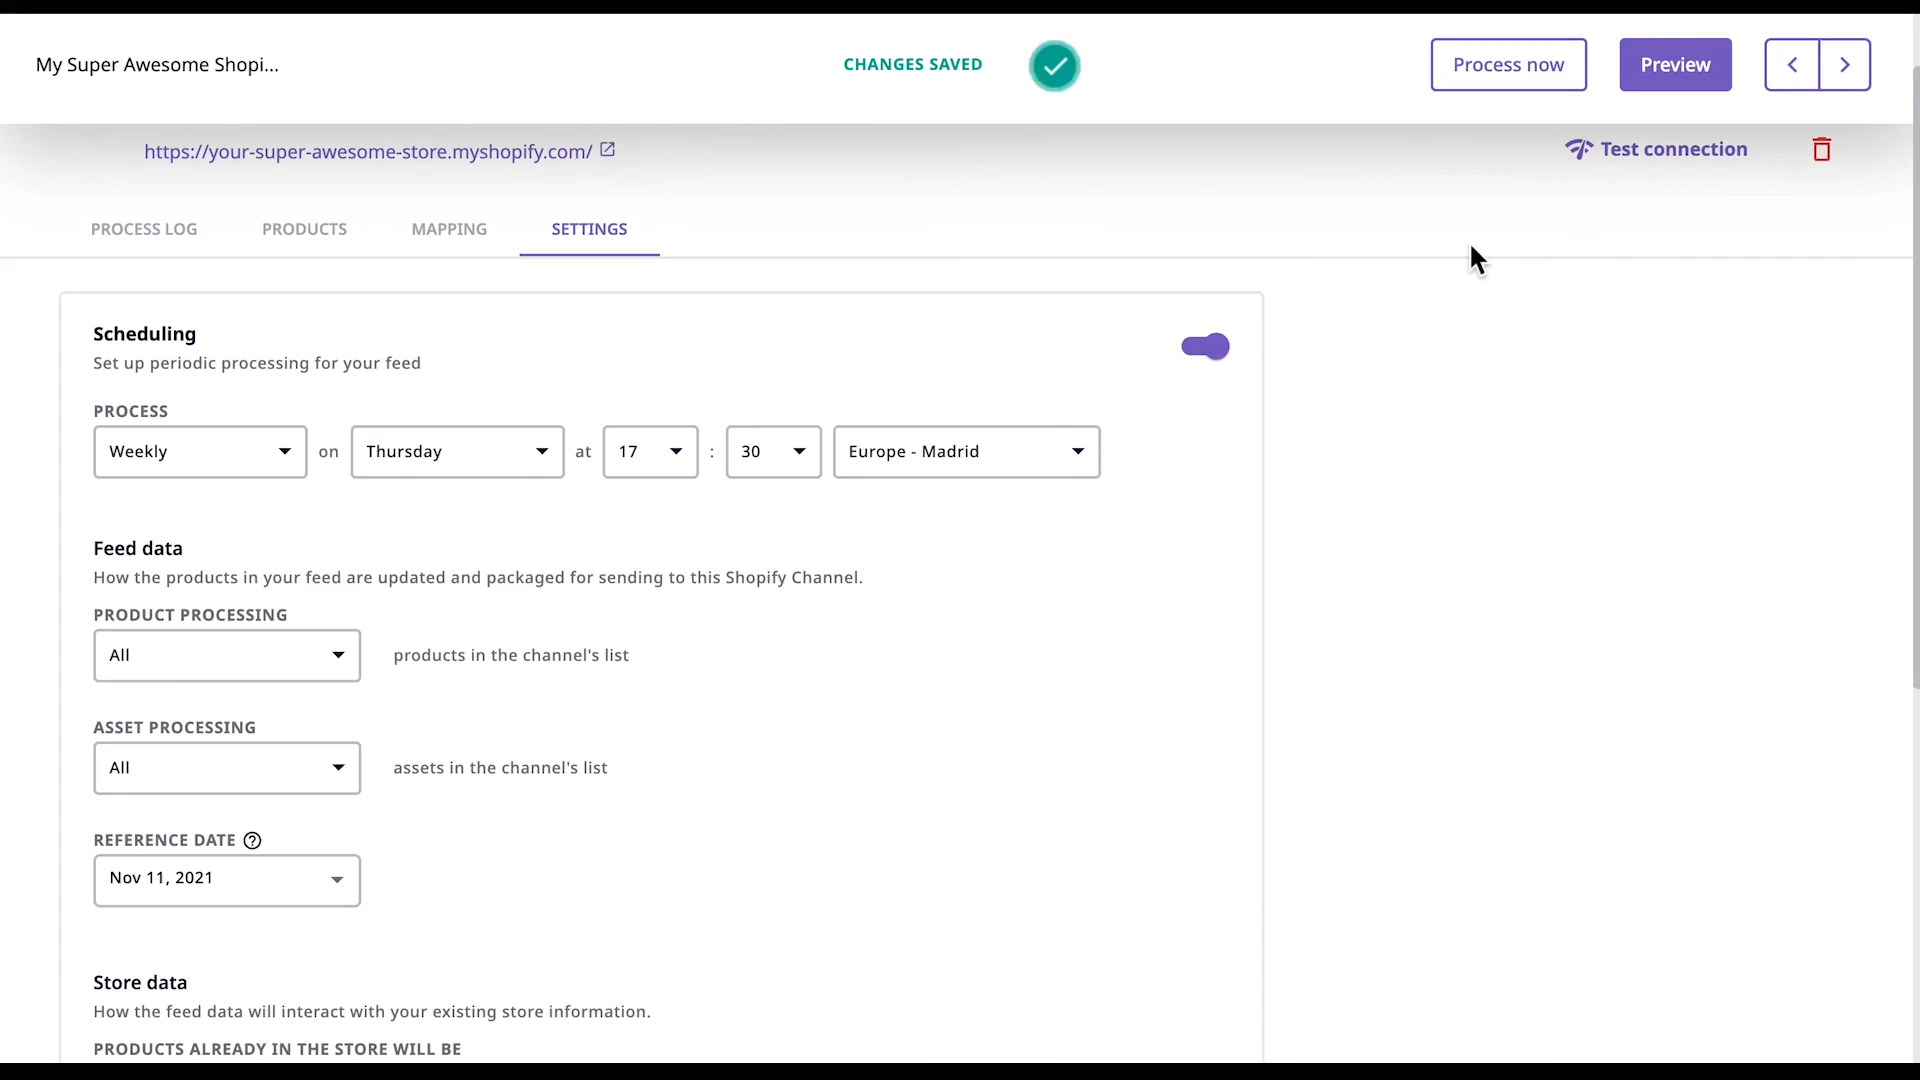 My Super Awesome Shopi...
CHANGES SAVED
Process now
Preview
https://your-super-awesome-store.myshopify.com/
Test connection
PROCESS LOG
PRODUCTS
MAPPING
SETTINGS
Scheduling
Set up periodic processing for your feed
PROCESS
Weekly on Thursday at 17 : 30 Europe - Madrid
Feed data
How the products in your feed are updated and packaged for sending to this Shopify Channel.
PRODUCT PROCESSING
All products in the channel's list
ASSET PROCESSING
All assets in the channel's list
REFERENCE DATE ?
Nov 11, 2021
Store data
How the feed data will interact with your existing store information.
PRODUCTS ALREADY IN THE STORE WILL BE